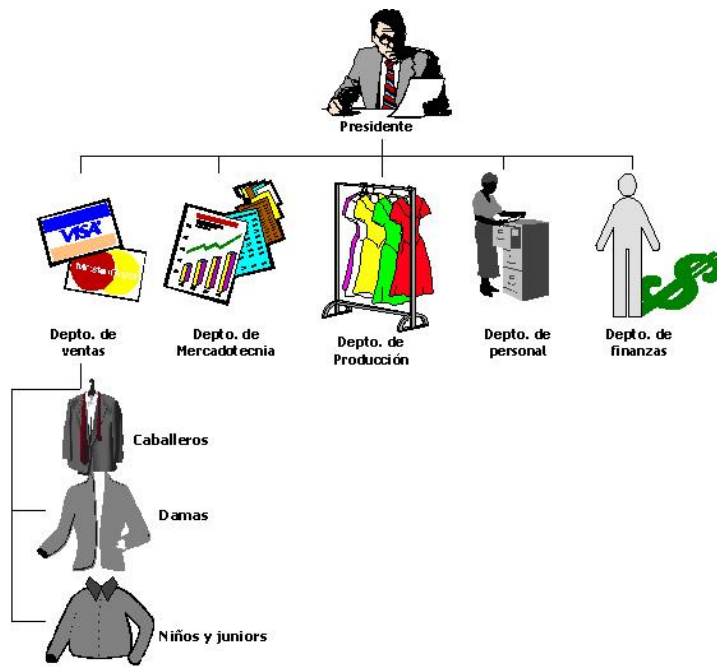 Presidente
VISA
Depto. de
ventas
Depto. de
Mercadotecnia
Depto. de
Producción
Depto. de
personal
Depto. de
finanzas
Caballeros
Damas
Niños y juniors